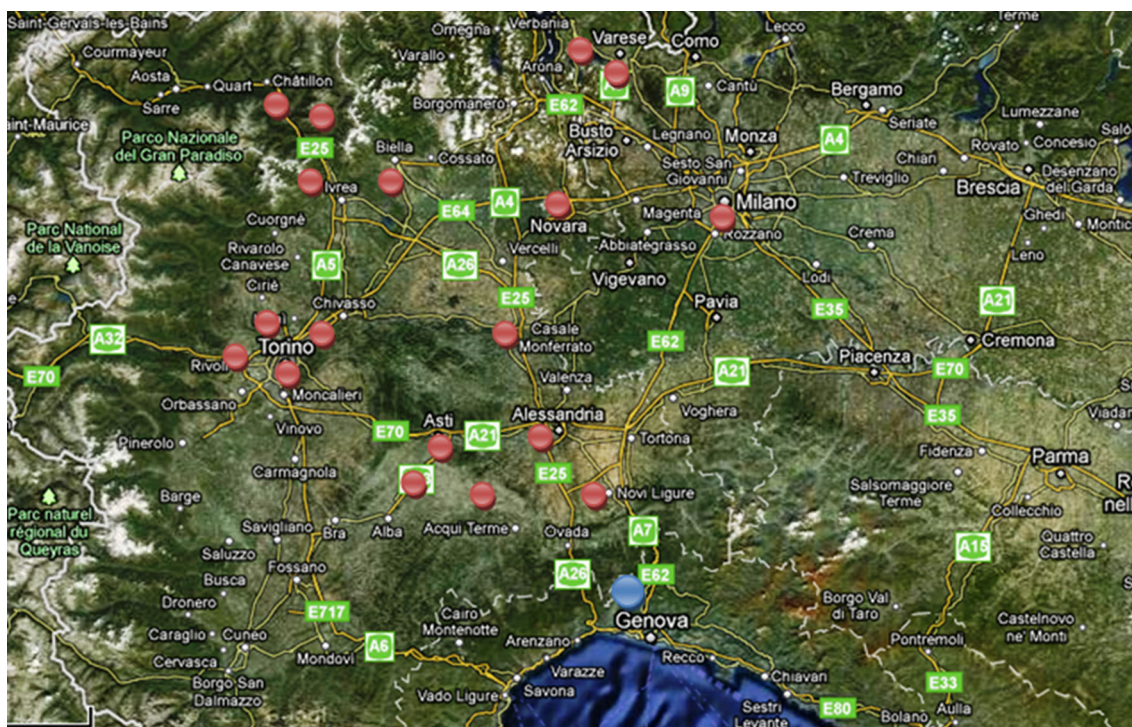 Saint-Gervais-les-Bains
Courmayeur
Aosta
Sarre
Quart
Châtillon
Omegna
Verbania
Varallo
Arona
Varese
Como
Lecco
Terme
A9
Cantù
Borgomanero
E62
Bergamo
Seriate
Lumezzane
aint-Maurice
Parco Nazionale
del Gran Paradiso
E25
Biella
Cossato
Busto
Arsizio
Legnano
Monza
A4
Chiari
Rovato
Concesio
Salò
Sesto San
Giovanni
Treviglio
Brescia
Desenzano
del Garda
Ivrea
E64
A4
Novara
Magenta
Milano
Rozzano
Ghedi
Montic
Cuorgnè
Parc National
de la Vanoise
Rivarolo
Canavese
A5
A26
Vercelli
Abbiategrasso
Vigevano
Crema
Leno
Lodi
Ciriè
Chivasso
E25
Pavia
E35
A21
A32
E70
Rivoli
Torino
Casale
Monferrato
E62
Cremona
Piacenza
E70
Orbassano
Moncalieri
Valenza
A21
Voghera
E35
Viadan
Vinovo
Pinerolo
E70
Asti
A21
Alessandria
Tortona
Fidenza
Parma
Carmagnola
E25
Salsomaggiore
Terme
Barge
Novi Ligure
Collecchio
Parc naturel
régional du
Queyras
Savigliano
Bra
Alba
Acqui Terme
Ovada
A7
A15
Quattro
Castella
Saluzzo
Busca
Fossano
A26
E62
Dronero
E717
Cairo
Montenotte
Genova
Borgo Val
di Taro
Castelnovo
ne' Monti
Caraglio
Cuneo
Cervasca
Mondovì
A6
Arenzano
Recco
Pontremoli
Borgo San
Dalmazzo
Varazze
Savona
Vado Ligure
Chiavari
Sestri
Levante
E80
E33
Bolano
Aulla